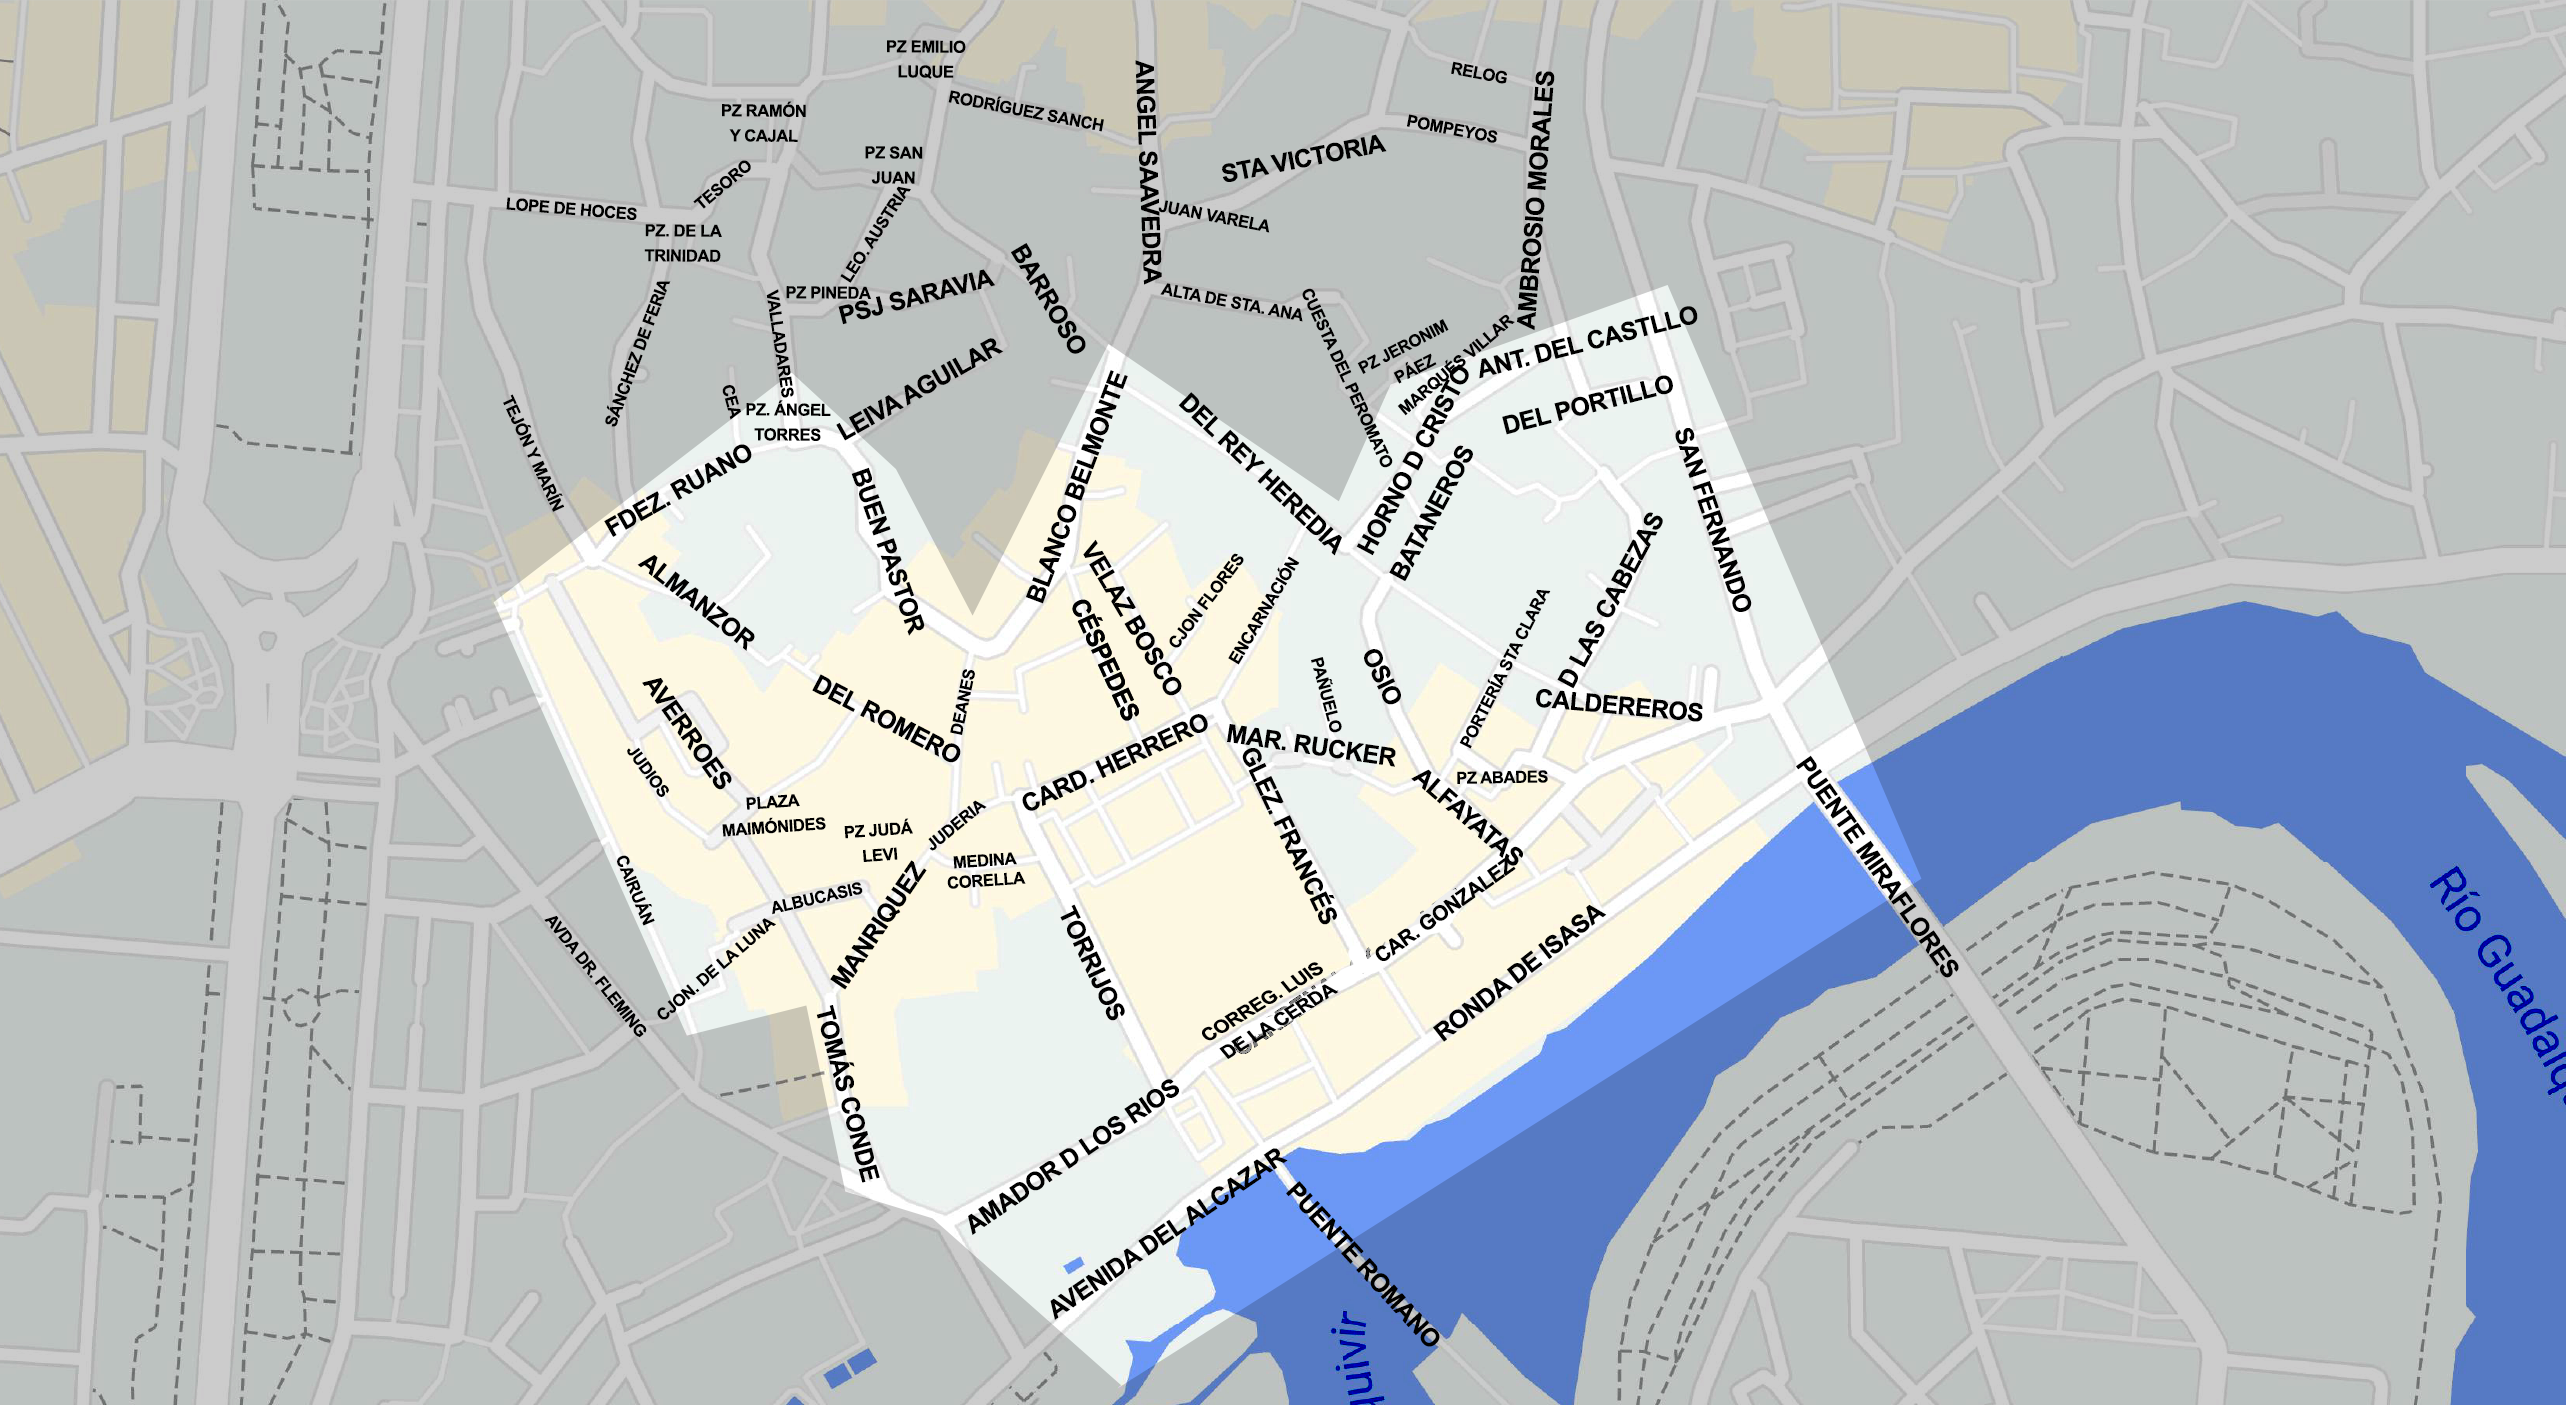 PZ EMILIO
LUQUE
RELOG
RODRÍGUEZ SANCH
ANGEL SAAVEDRA
AMBROSIO MORALES
PZ RAMÓN
Y CAJAL
POMPEYOS
PZ SAN
JUAN
STA VICTORIA
TESORO
LOPE DE HOCES
LEO. AUSTRIA
JUAN VARELA
PZ. DE LA
TRINIDAD
BARROSO
PZ PINEDA
PSJ SARAVIA
ALTA DE STA. ANA
CUESTA DEL PEROMATO
VALLADARES
SÁNCHEZ DE FERIA
PZ JERONIM
PÁEZ
MARQUÉS VILLAR
ANT. DEL CASTLLO
LEIVA AGUILAR
CEA
PZ. ÁNGEL
TORRES
TEJÓN Y MARÍN
BLANCO BELMONTE
DEL REY HEREDIA
HORNO D CRISTO
DEL PORTILLO
BATANEROS
SAN FERNANDO
FDEZ. RUANO
BUEN PASTOR
D LAS CABEZAS
ALMANZOR
VELAZ BOSCO
CJON FLORES
ENCARNACIÓN
CÉSPEDES
PORTERÍA STA CLARA
PAÑUELO
OSIO
AVERROES
DEL ROMERO
DEANES
CALDEREROS
CARD. HERRERO
MAR. RUCKER
JUDIOS
PZ ABADES
ALFAYATAS
GLEZ. FRANCÉS
PUENTE MIRAFLORES
PLAZA
MAIMÓNIDES
PZ JUDÁ
LEVI
JUDERIA
MEDINA
CORELLA
MANRIQUEZ
CAIRUÁN
ALBUCASIS
CAR. GONZALEZ
AVDA DR. FLEMING
CJON. DE LA LUNA
TORRIJOS
RONDA DE ISASA
CORREG. LUIS
DE LA CERDA
TOMÁS CONDE
AMADOR D LOS RIOS
AVENIDA DEL ALCAZAR
PUENTE ROMANO
Río Guadalq
uivir